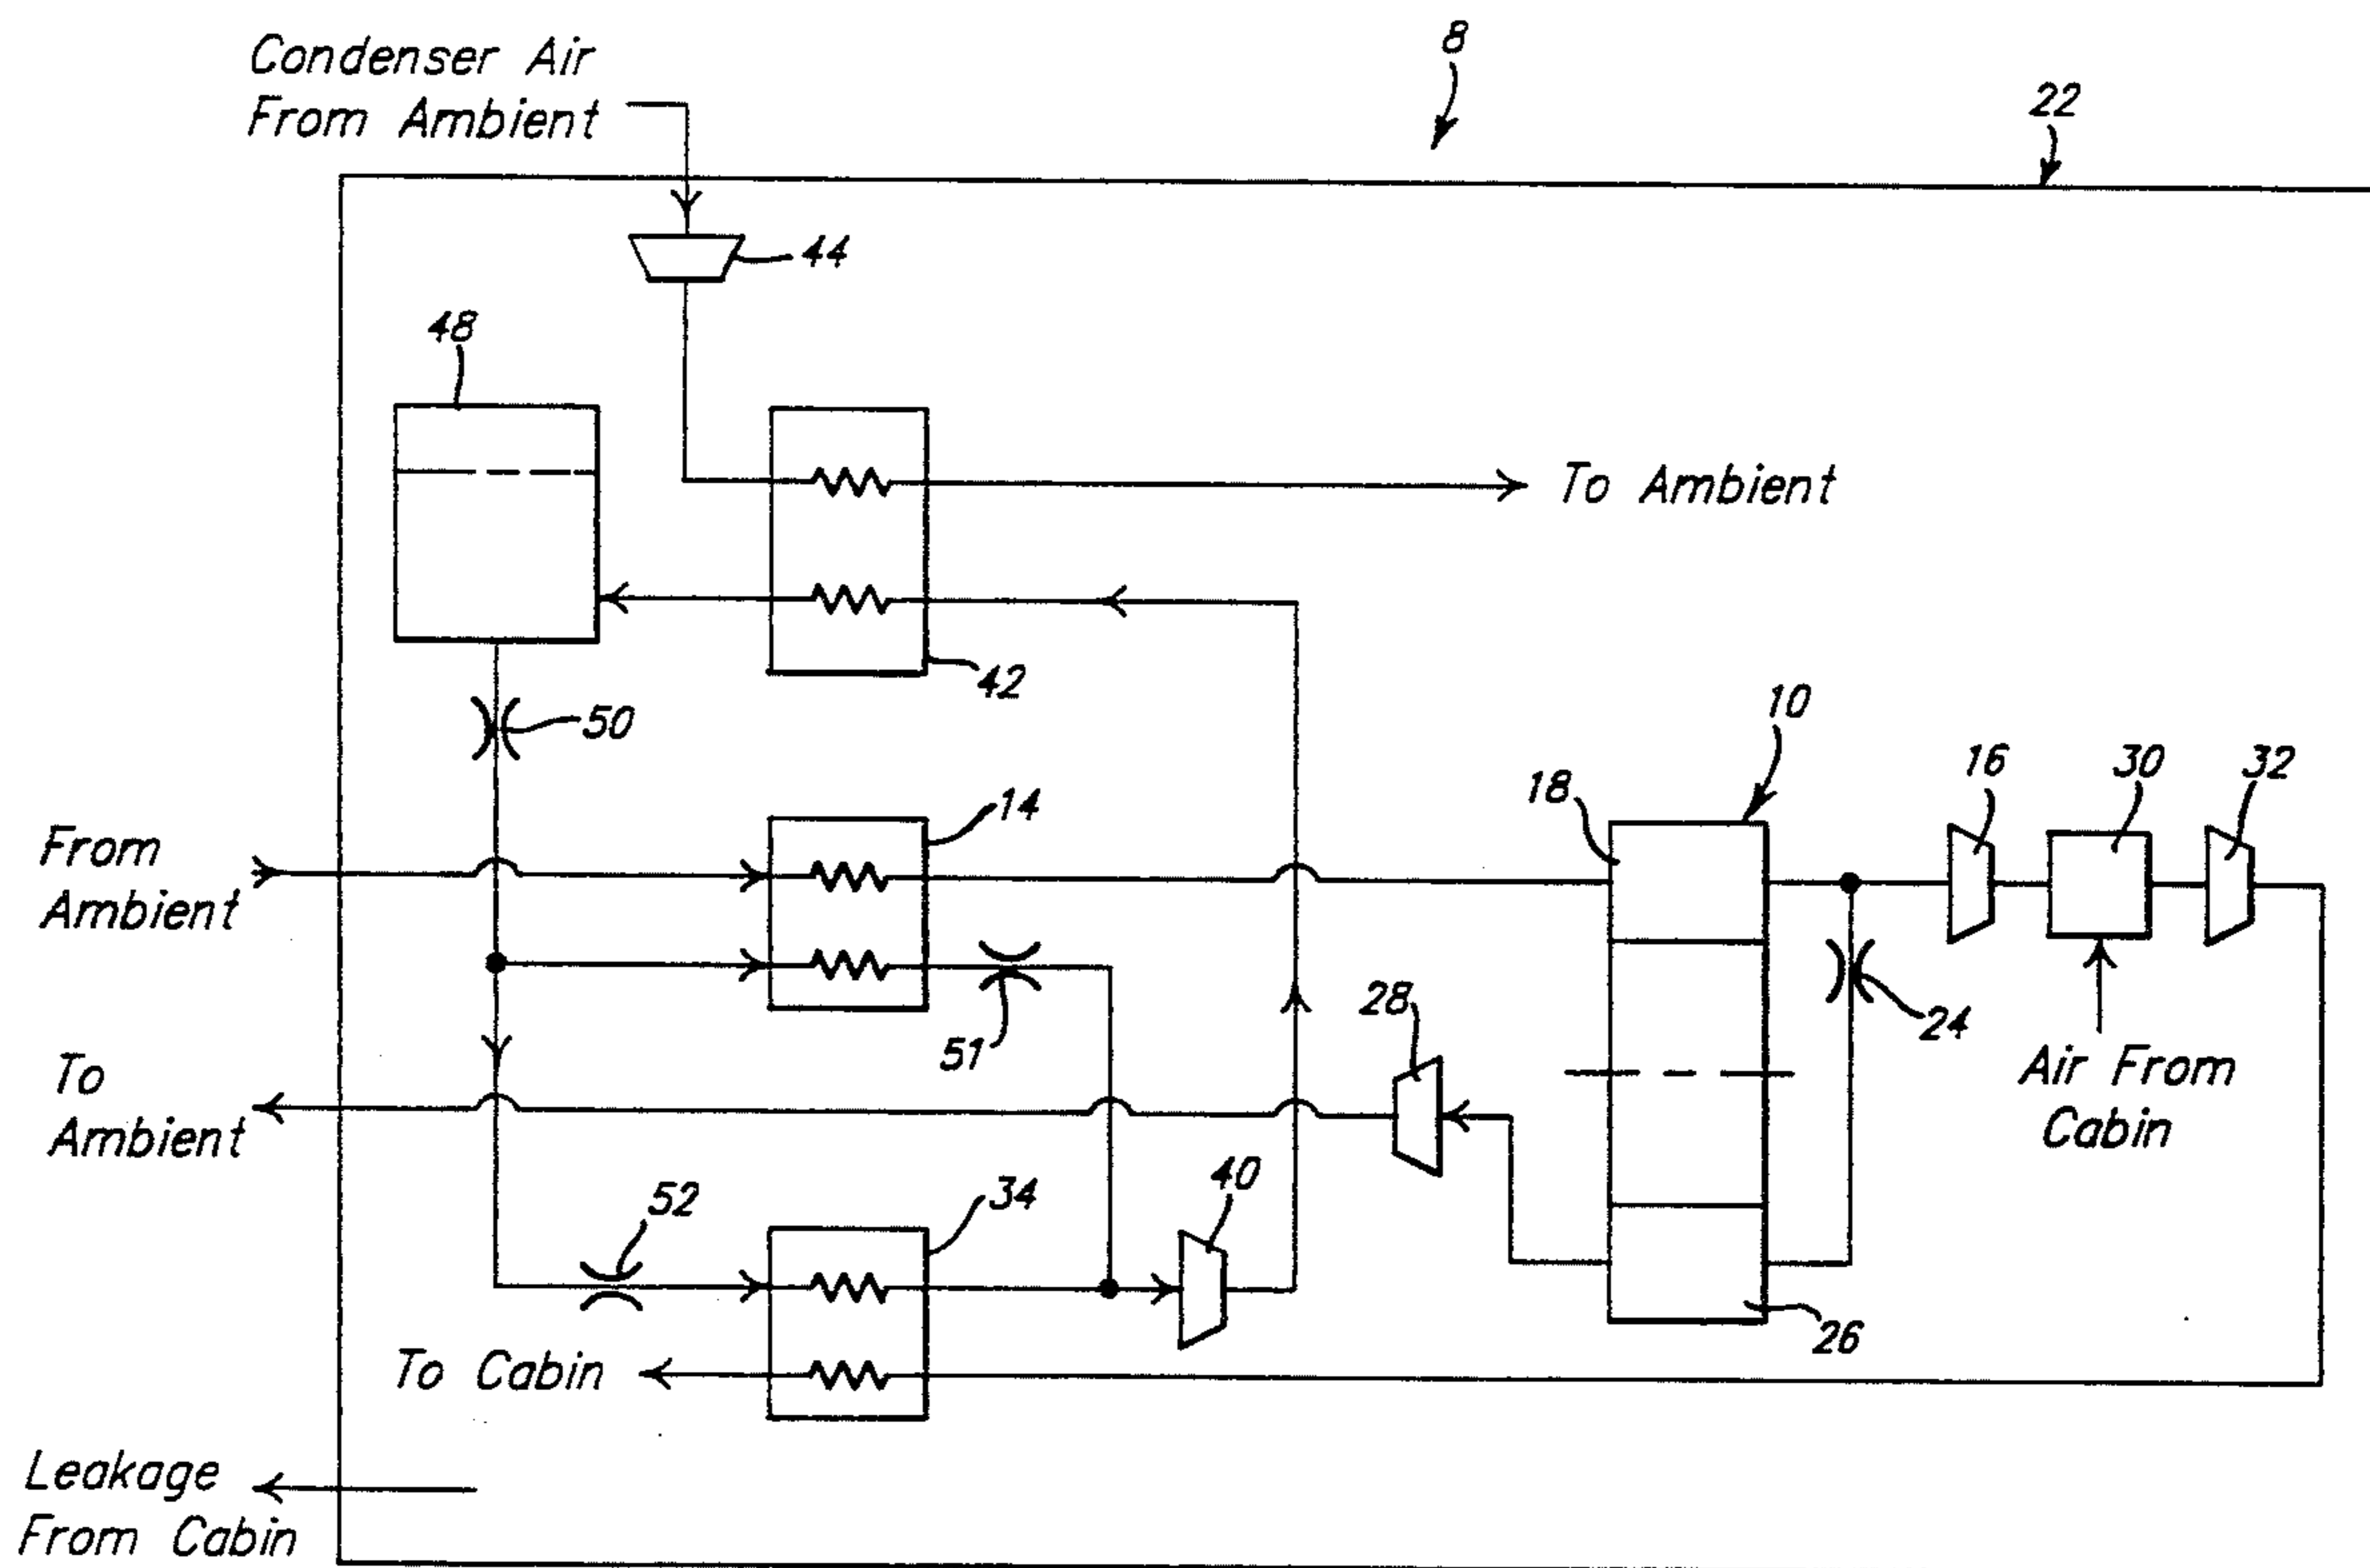 Condenser Air
From Ambient
8
22
44
48
To Ambient
42
50
10
16
30
32
18
14
From
Ambient
28
24
51
Air From
Cabin
To
Ambient
52
34
40
26
To Cabin
Leakage
From Cabin